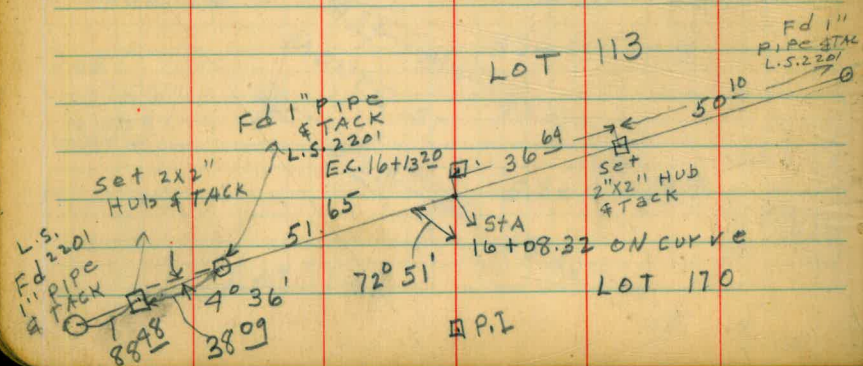 Fd 1"
PIPE & TAC
L.S. 2201
LOT 113
50 10
Fd 1" PIPE
& TACK
L.S. 2201
E.C. 16+13 20
36 64
Set
2"x2" HUB
& TACK
Set 2x2"
HUB & TACK
51.65
StA
16+08.32 ON CURVE
L.S.
Fd 2201
1" PIPE
& TACK
72° 51'
LOT 170
4° 36'
88 48
38 09
P.I